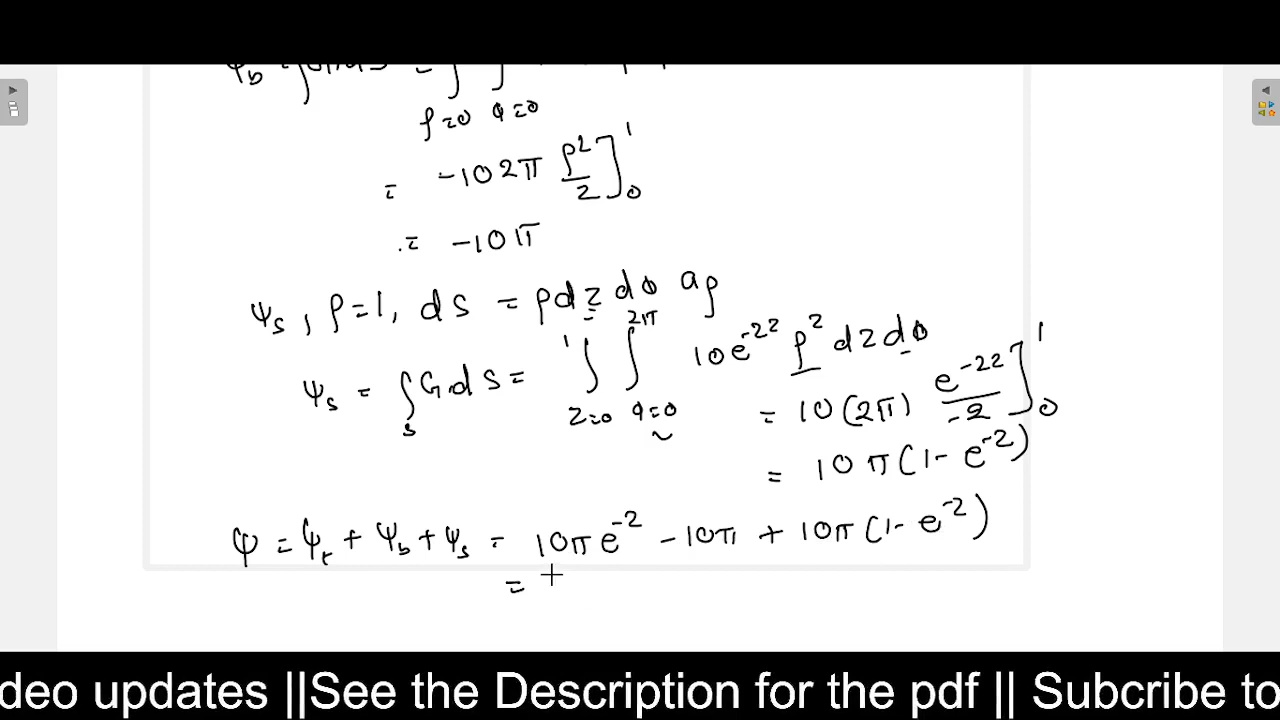 ρ=0 φ=0
= -10 2π ρ²/2 ]₀¹
.= -10π
Ψs, ρ=1, ds = ρdz dφ aρ
Ψs = ∫s G.ds = ∫z=0 1 ∫φ=0 2π 10e^-2z ρ² dz dφ
= 10(2π) e^-2z/-2 ]₀¹
= 10π(1- e^-2)
Ψ = Ψt + Ψb + Ψs = 10πe^-2 - 10π + 10π(1- e^-2)
=
deo updates ||See the Description for the pdf || Subcribe to